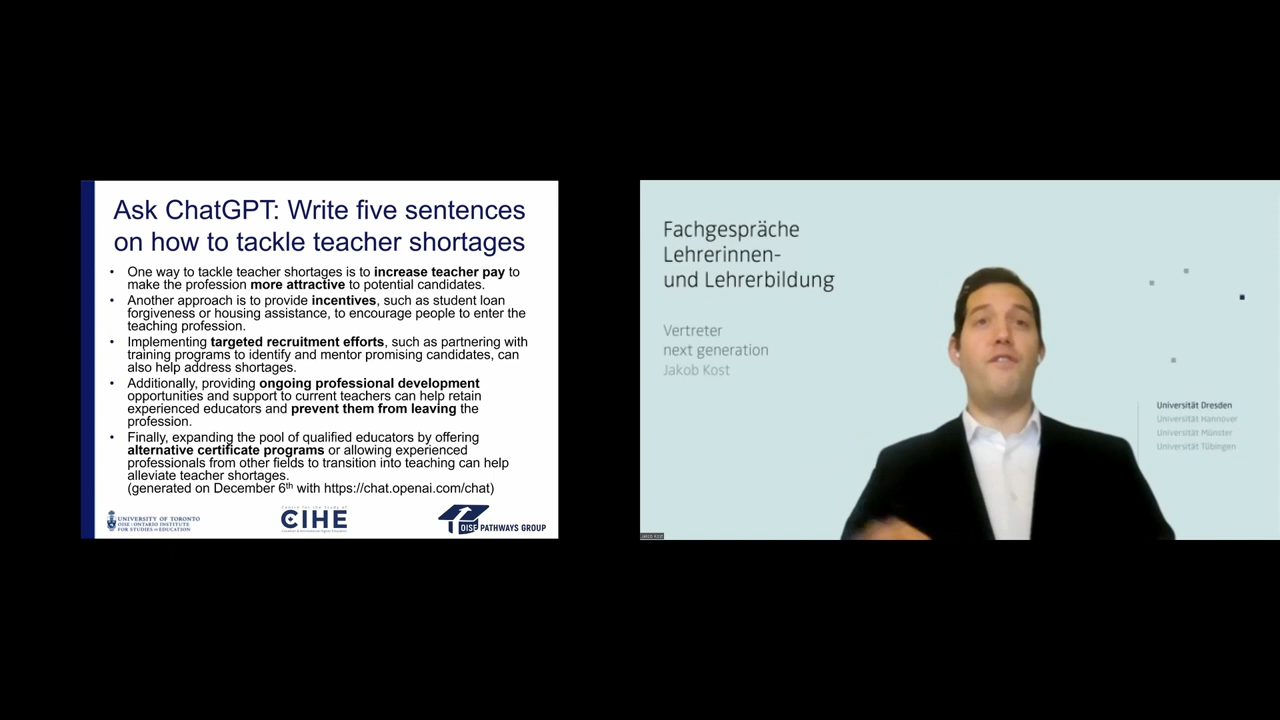 Ask ChatGPT: Write five sentences
on how to tackle teacher shortages
• One way to tackle teacher shortages is to increase teacher pay to
make the profession more attractive to potential candidates.
• Another approach is to provide incentives, such as student loan
forgiveness or housing assistance, to encourage people to enter the
teaching profession.
• Implementing targeted recruitment efforts, such as partnering with
training programs to identify and mentor promising candidates, can
also help address shortages.
• Additionally, providing ongoing professional development
opportunities and support to current teachers can help retain
experienced educators and prevent them from leaving the
profession.
• Finally, expanding the pool of qualified educators by offering
alternative certificate programs or allowing experienced
professionals from other fields to transition into teaching can help
alleviate teacher shortages.
(generated on December 6th with https://chat.openai.com/chat)
UNIVERSITY OF TORONTO
OISE | ONTARIO INSTITUTE
FOR STUDIES IN EDUCATION
Centre for the Study of
CIHE
OISE PATHWAYS GROUP
Fachgespräche
Lehrerinnen-
und Lehrerbildung
Vertreter
next generation
Jakob Kost
Universität Dresden
Universität Hannover
Universität Münster
Universität Tübingen
Jakob Kost